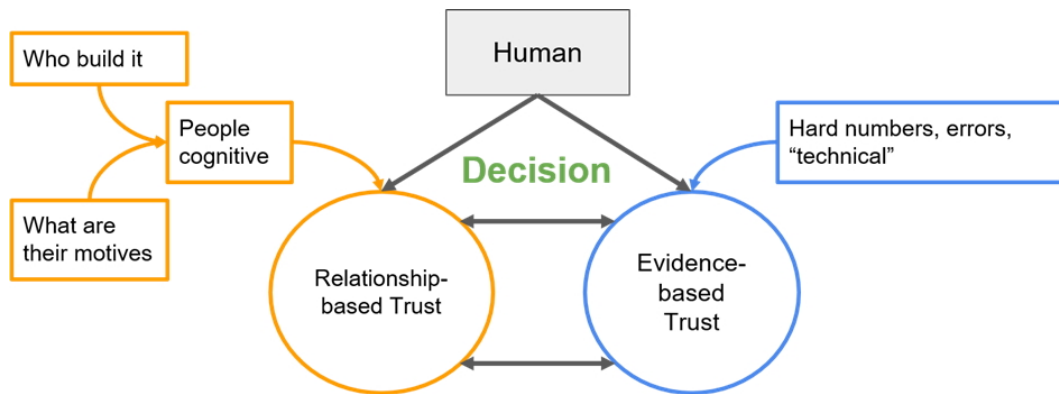 Who build it
Human
People
cognitive
Hard numbers, errors,
“technical”
Decision
What are
their motives
Relationship-
based Trust
Evidence-
based
Trust